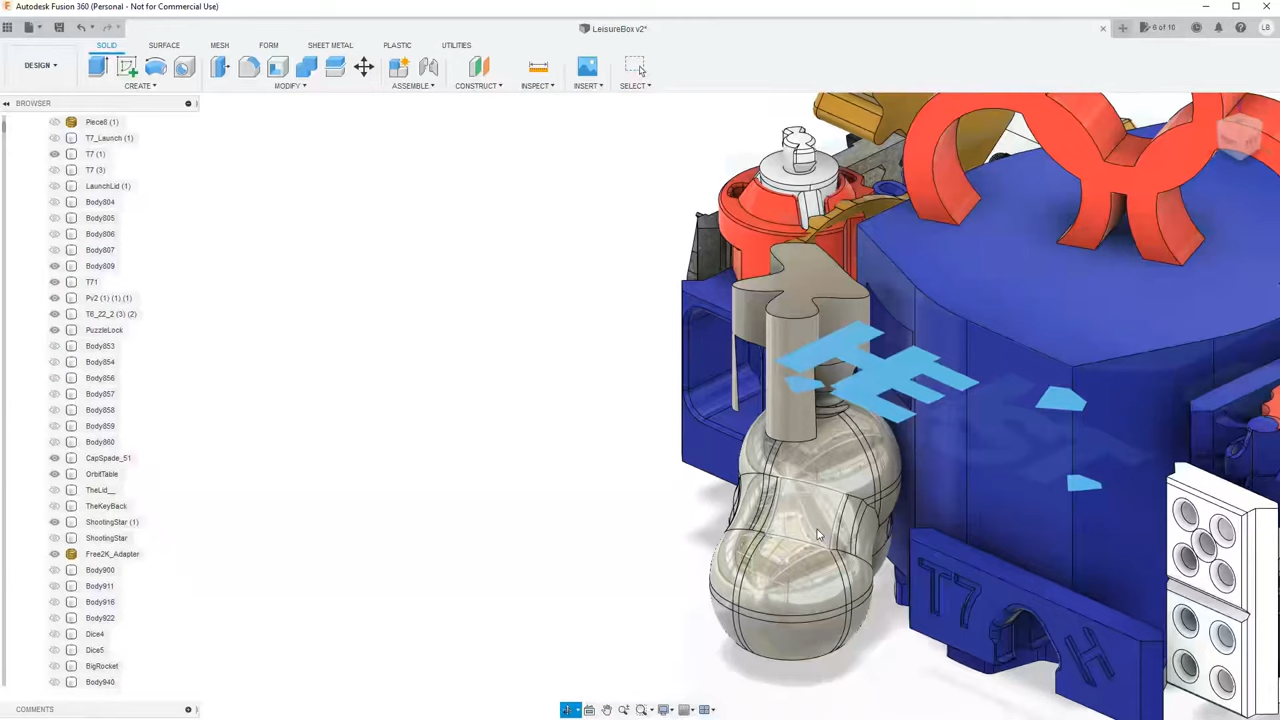 Autodesk Fusion 360 (Personal - Not for Commercial Use)
LeisureBox v2*
6 of 10
LB
SOLID SURFACE MESH FORM SHEET METAL PLASTIC UTILITIES
DESIGN
CREATE MODIFY ASSEMBLE CONSTRUCT INSPECT INSERT SELECT
BROWSER
Piece8 (1)
T7_Launch (1)
T7 (1)
T7 (3)
LaunchLid (1)
Body804
Body805
Body806
Body807
Body809
T71
Pv2 (1) (1) (1)
T6_22_2 (3) (2)
PuzzleLock
Body853
Body854
Body856
Body857
Body858
Body859
Body860
CapSpade_51
OrbitTable
TheLid__
TheKeyBack
ShootingStar (1)
ShootingStar
Free2K_Adapter
Body900
Body911
Body916
Body922
Dice4
Dice5
BigRocket
Body940
T7
H
COMMENTS